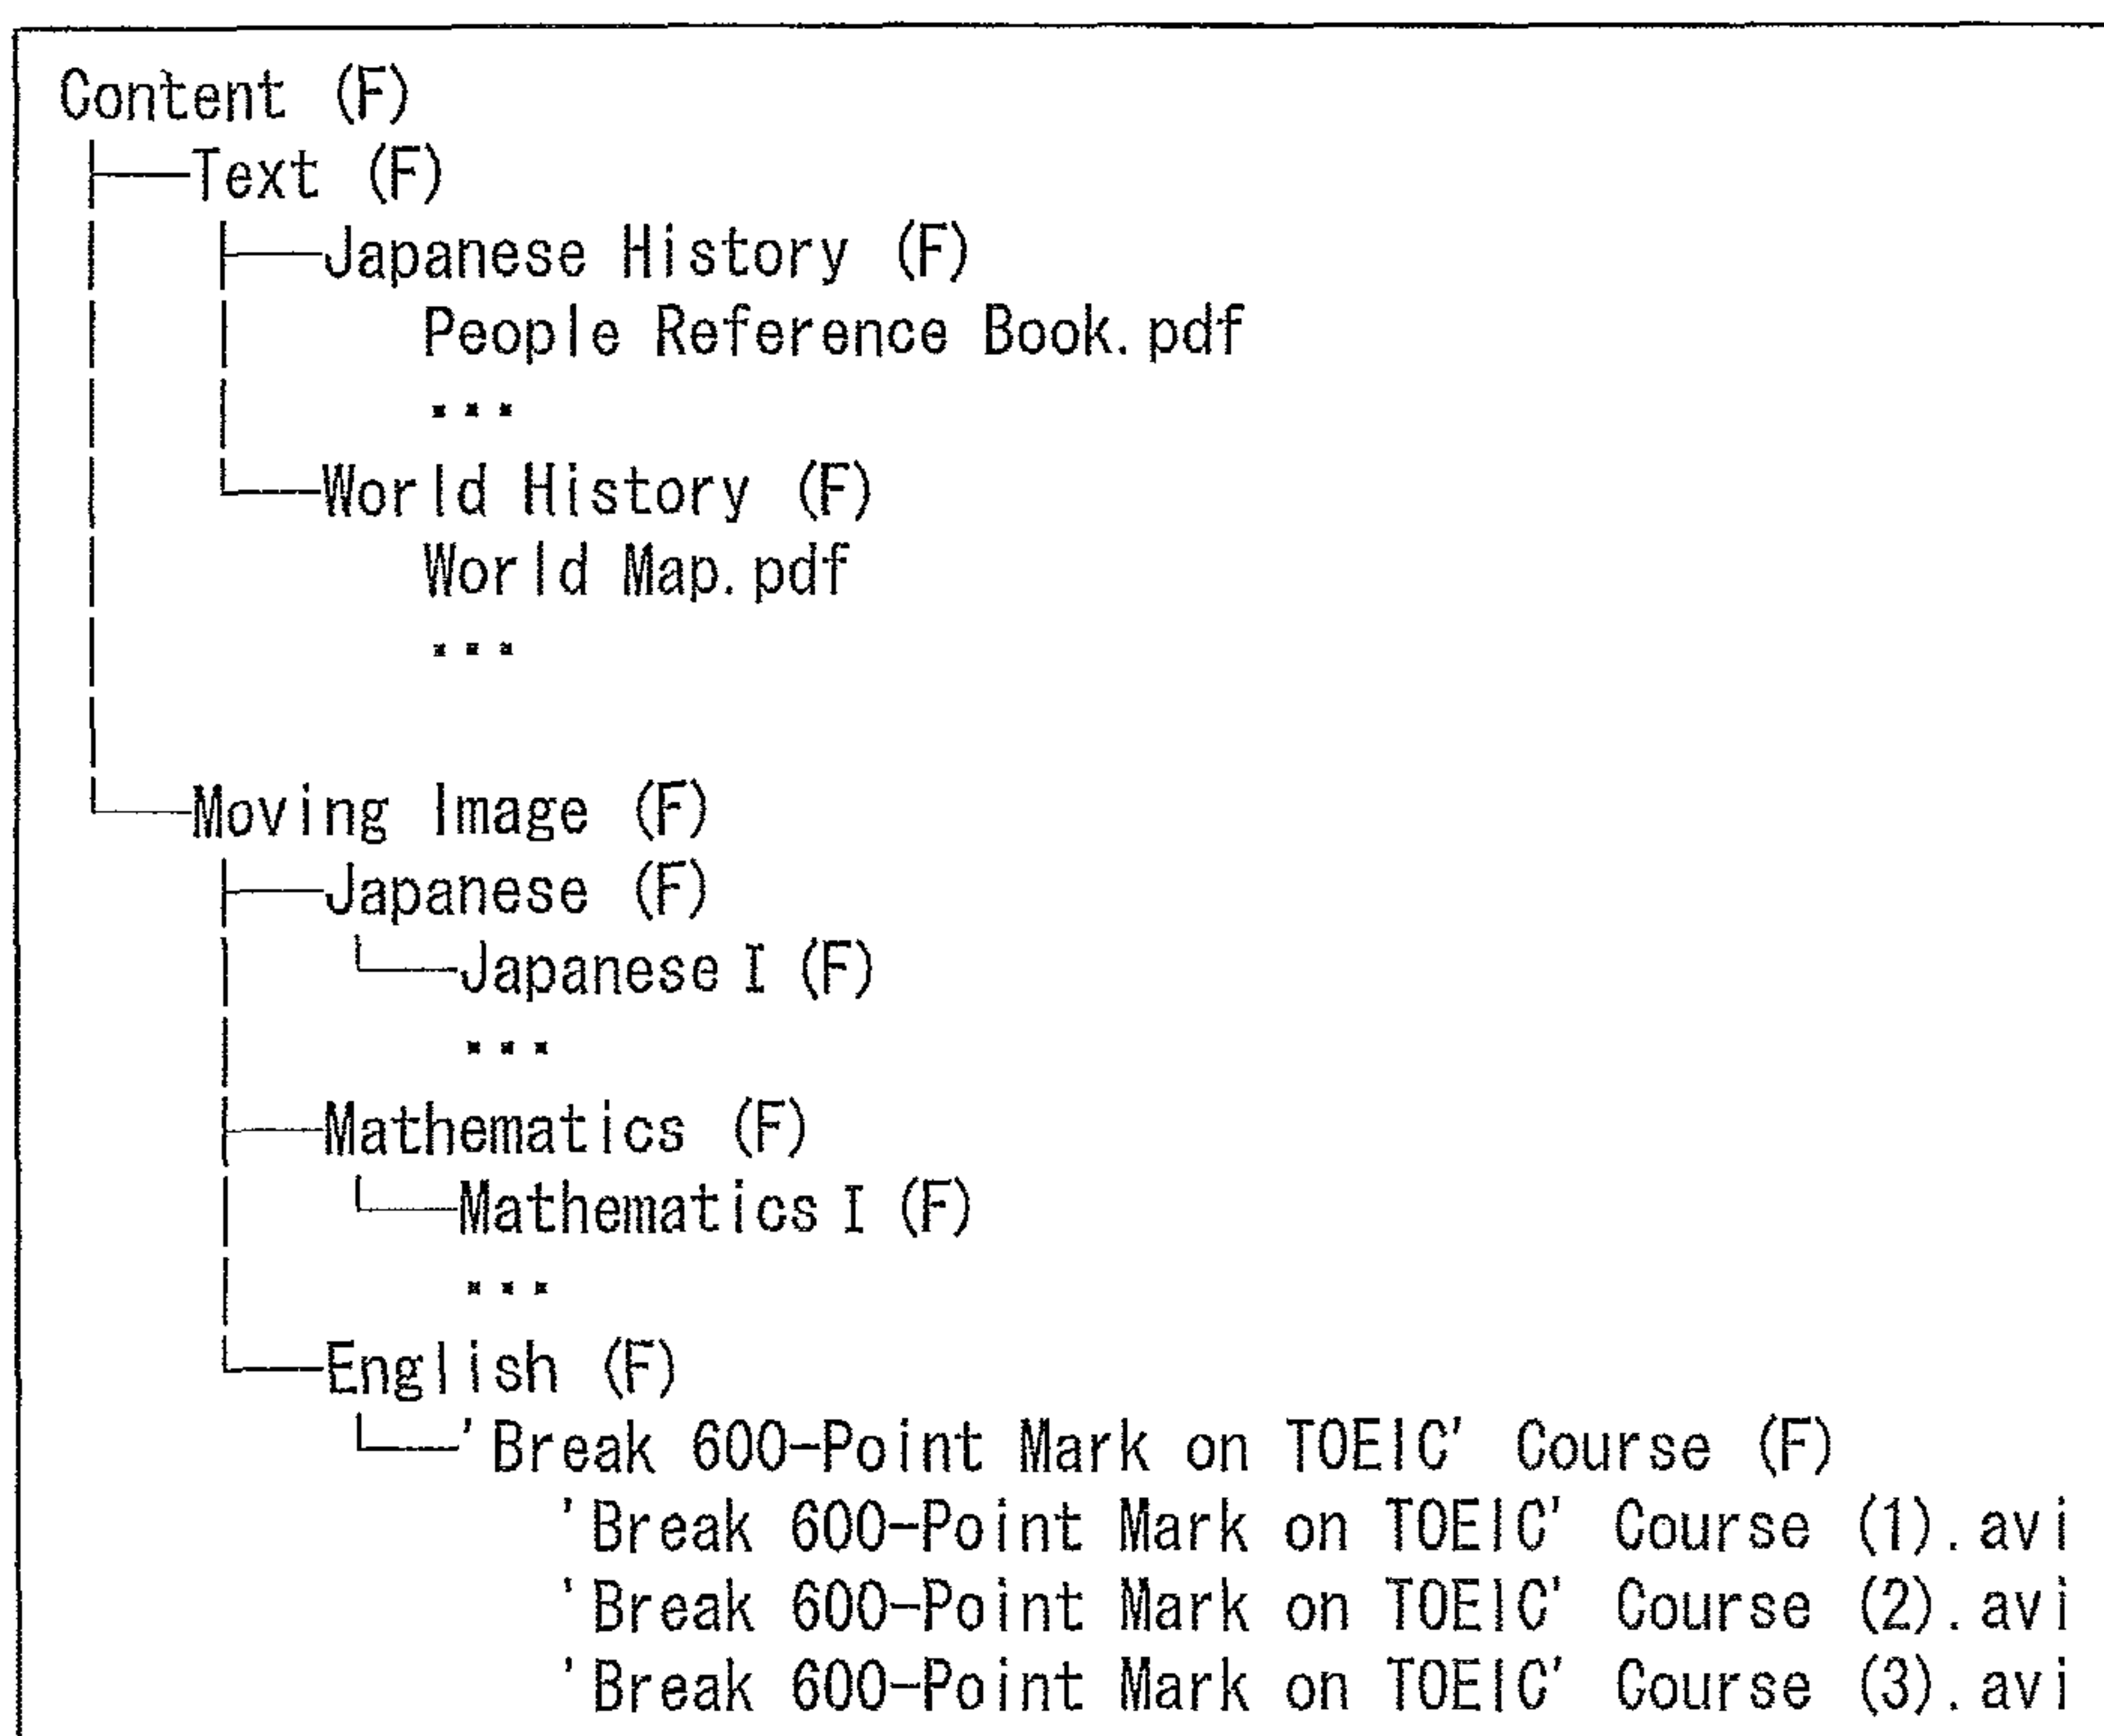 Content (F)
Text (F)
Japanese History (F)
People Reference Book.pdf
...
World History (F)
World Map.pdf
...
Moving Image (F)
Japanese (F)
Japanese I (F)
...
Mathematics (F)
Mathematics I (F)
...
English (F)
'Break 600-Point Mark on TOEIC' Course (F)
'Break 600-Point Mark on TOEIC' Course (1).avi
'Break 600-Point Mark on TOEIC' Course (2).avi
'Break 600-Point Mark on TOEIC' Course (3).avi